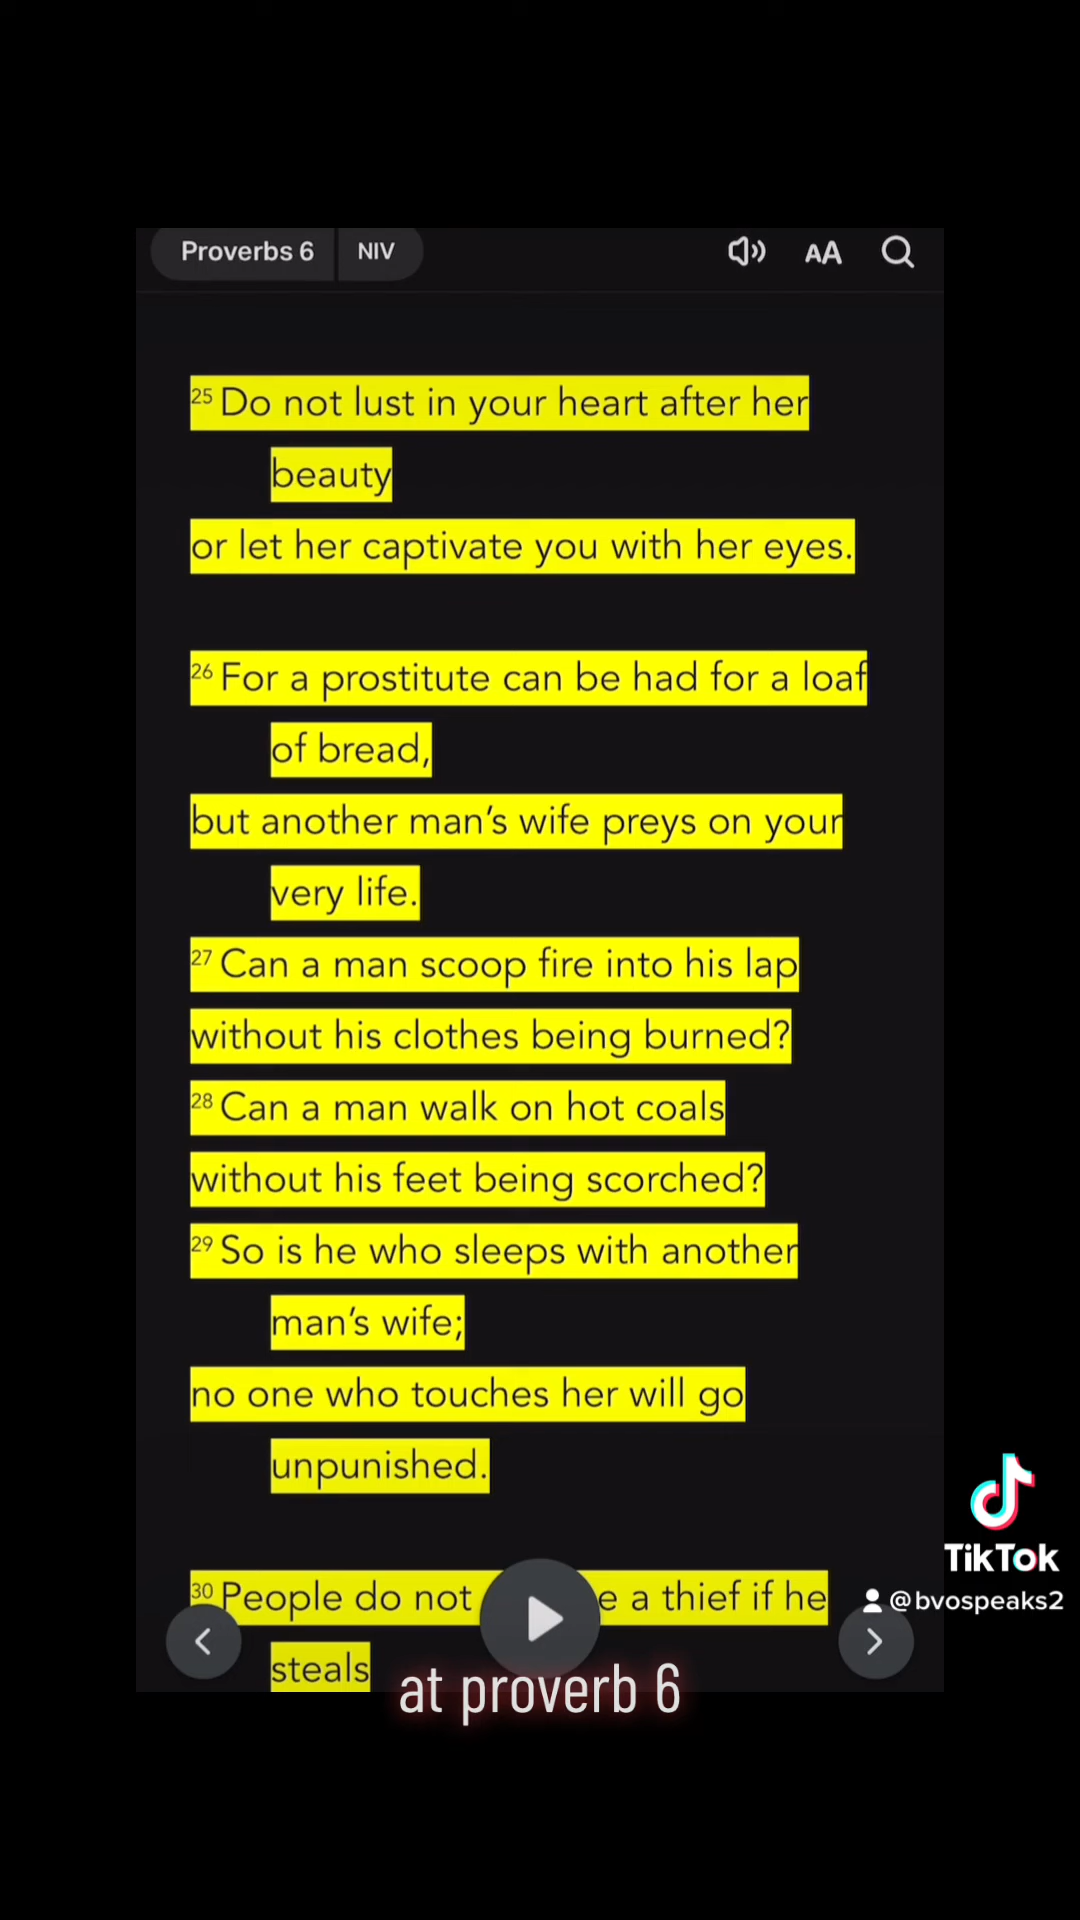 Proverbs 6 NIV AA
25 Do not lust in your heart after her
beauty
or let her captivate you with her eyes.
26 For a prostitute can be had for a loaf
of bread,
but another man’s wife preys on your
very life.
27 Can a man scoop fire into his lap
without his clothes being burned?
28 Can a man walk on hot coals
without his feet being scorched?
29 So is he who sleeps with another
man’s wife;
no one who touches her will go
unpunished.
30 People do not e a thief if he
steals
TikTok
@bvospeaks2
at proverb 6